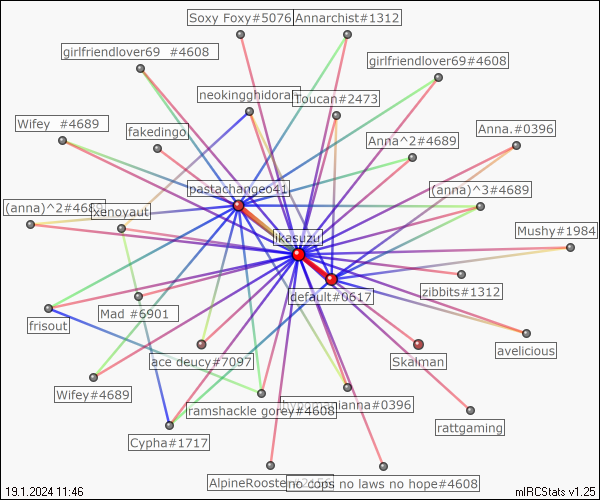 Soxy Foxy#5076
Annarchist#1312
girlfriendlover69 #4608
girlfriendlover69#4608
neokingghidorah
Toucan#2473
Wifey #4689
fakedingo
Anna^2#4689
Anna.#0396
pastachange041
(anna)^3#4689
(anna)^2#4689
xenoyaut
ikasuzu
Mushy#1984
default#0617
zibbits#1312
Mad #6901
frisout
ace deucy#7097
Skalman
avelicious
Wifey#4689
ramshackle gorey#4608
anna#0396
rattgaming
Cypha#1717
AlpineRooster
no cops no laws no hope#4608
19.1.2024 11:46
mIRCStats v1.25